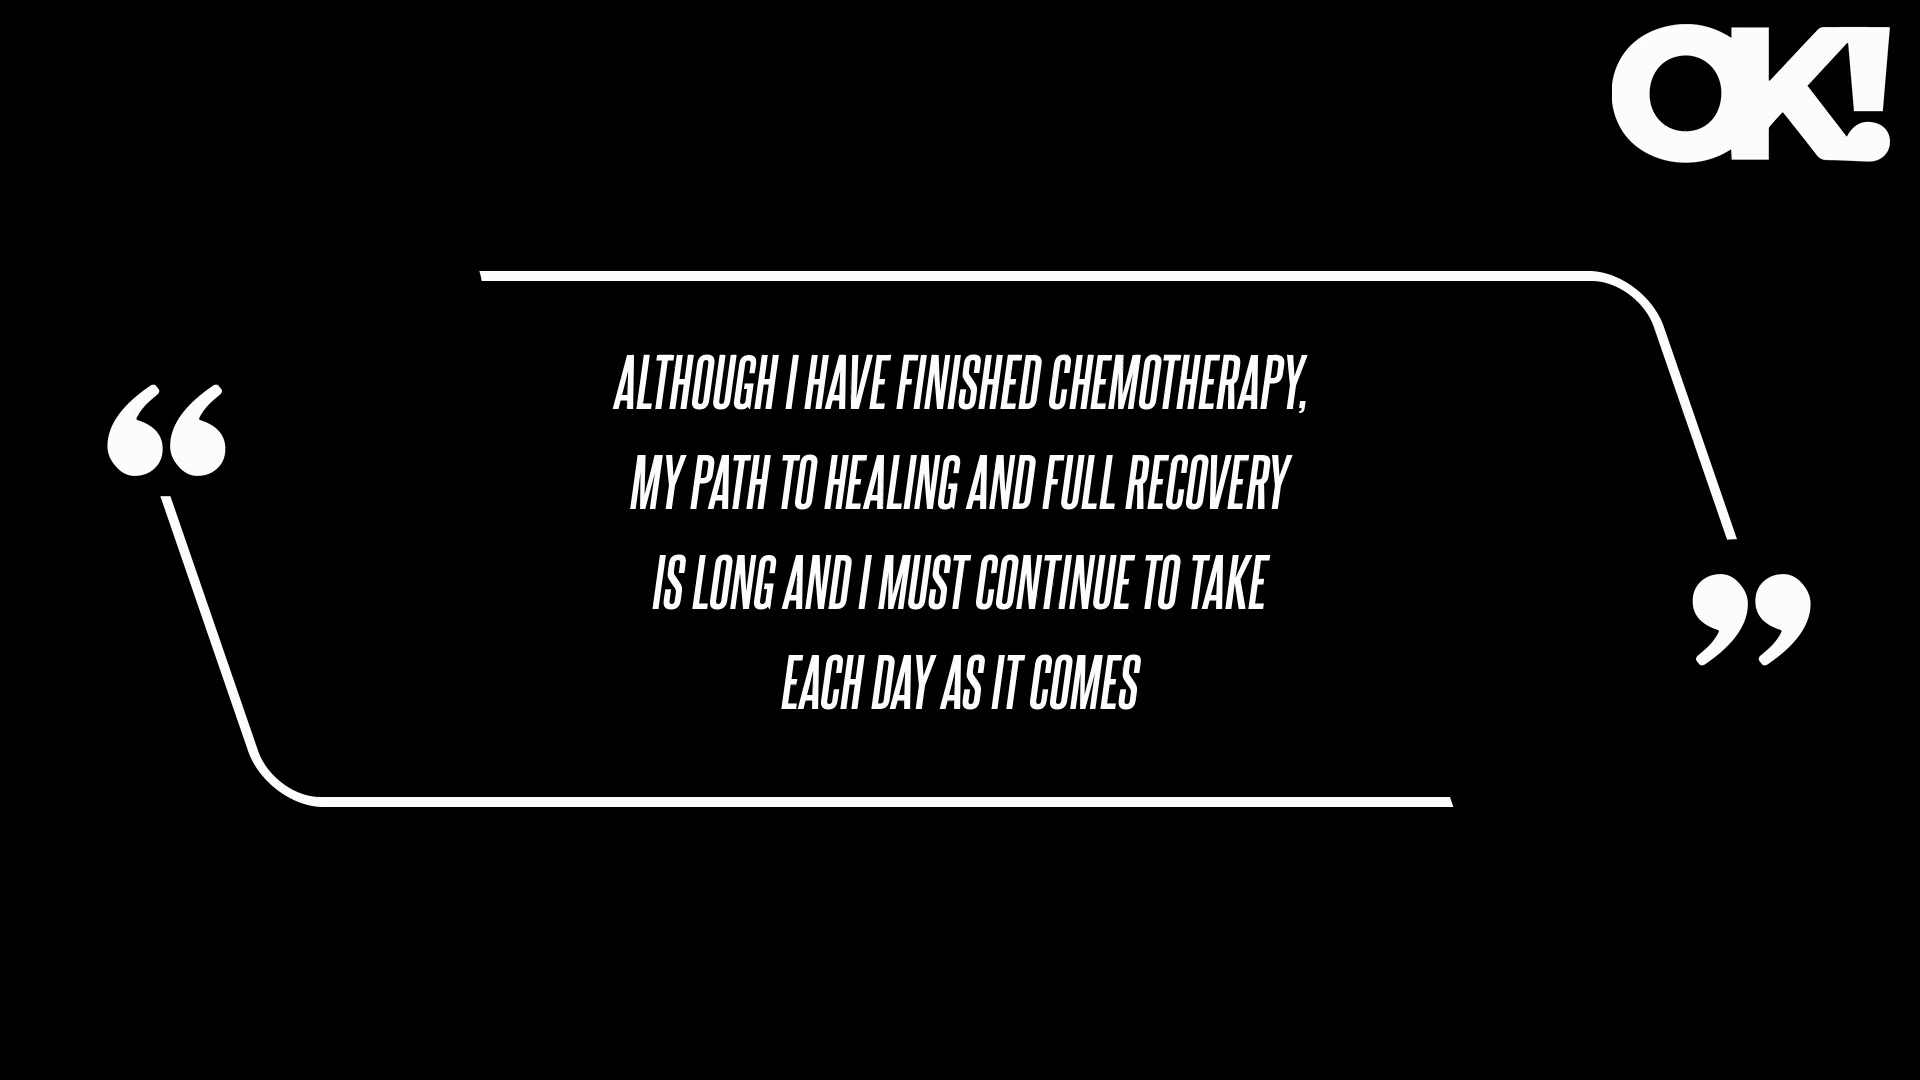 OK!
ALTHOUGH I HAVE FINISHED CHEMOTHERAPY,
MY PATH TO HEALING AND FULL RECOVERY
IS LONG AND I MUST CONTINUE TO TAKE
EACH DAY AS IT COMES